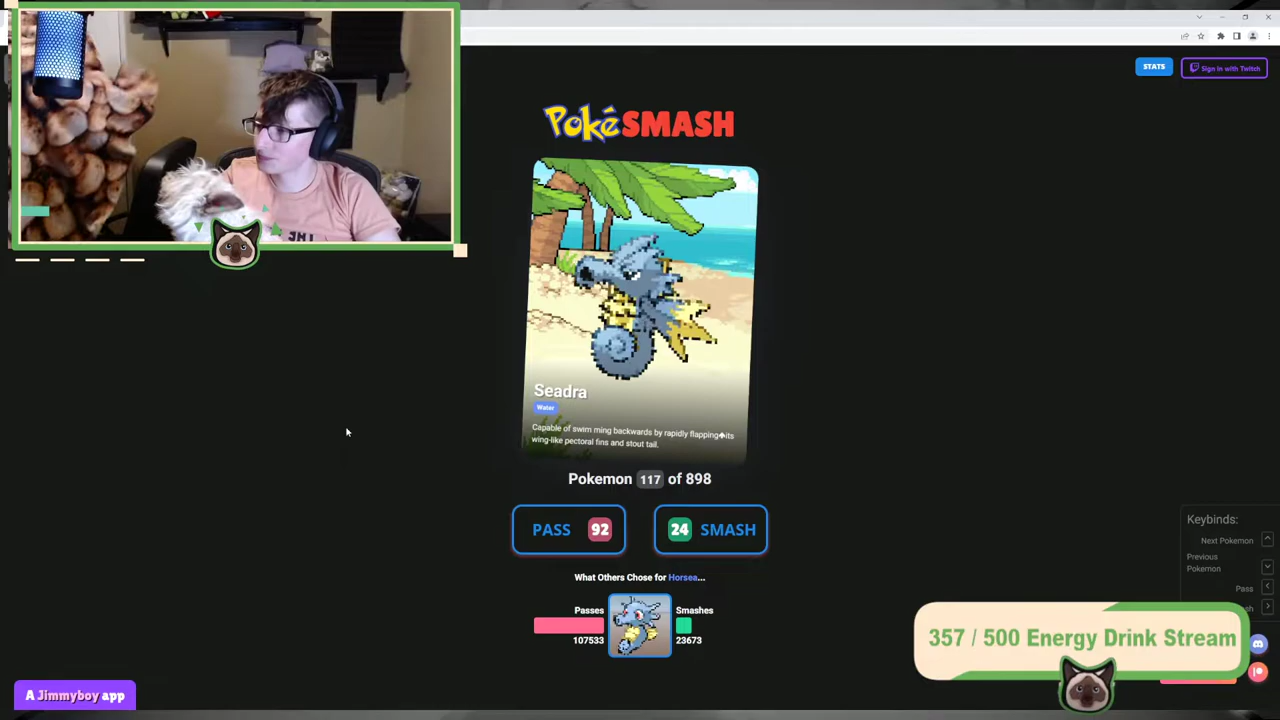 STATS
Sign in with Twitch
PokéSMASH
Seadra
Water
Capable of swim ming backwards by rapidly flapping its
wing-like pectoral fins and stout tail.
Pokemon 117 of 898
PASS 92
24 SMASH
What Others Chose for Horsea...
Passes
107533
Smashes
23673
Keybinds:
Next Pokemon
Previous
Pokemon
Pass
357 / 500 Energy Drink Stream
A Jimmyboy app